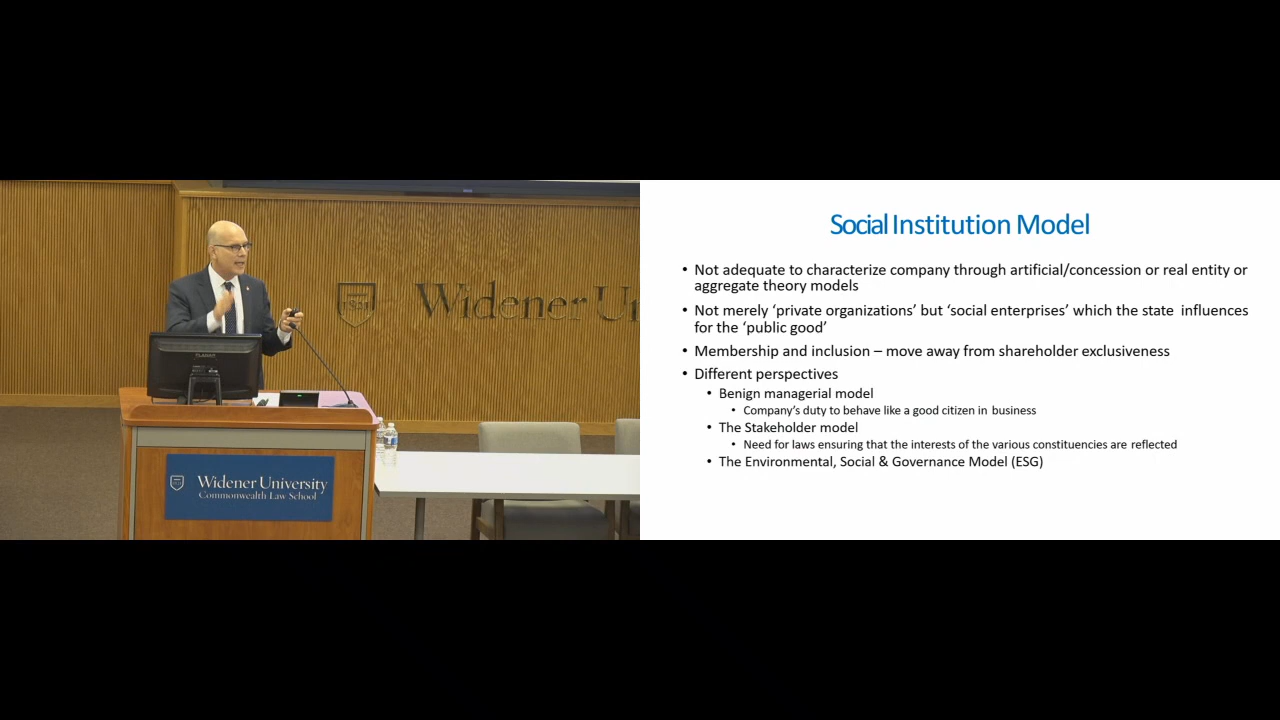 Widener Un
Widener University
Commonwealth Law School
Social Institution Model
• Not adequate to characterize company through artificial/concession or real entity or
aggregate theory models
• Not merely ‘private organizations’ but ‘social enterprises’ which the state influences
for the ‘public good’
• Membership and inclusion – move away from shareholder exclusiveness
• Different perspectives
• Benign managerial model
• Company’s duty to behave like a good citizen in business
• The Stakeholder model
• Need for laws ensuring that the interests of the various constituencies are reflected
• The Environmental, Social & Governance Model (ESG)